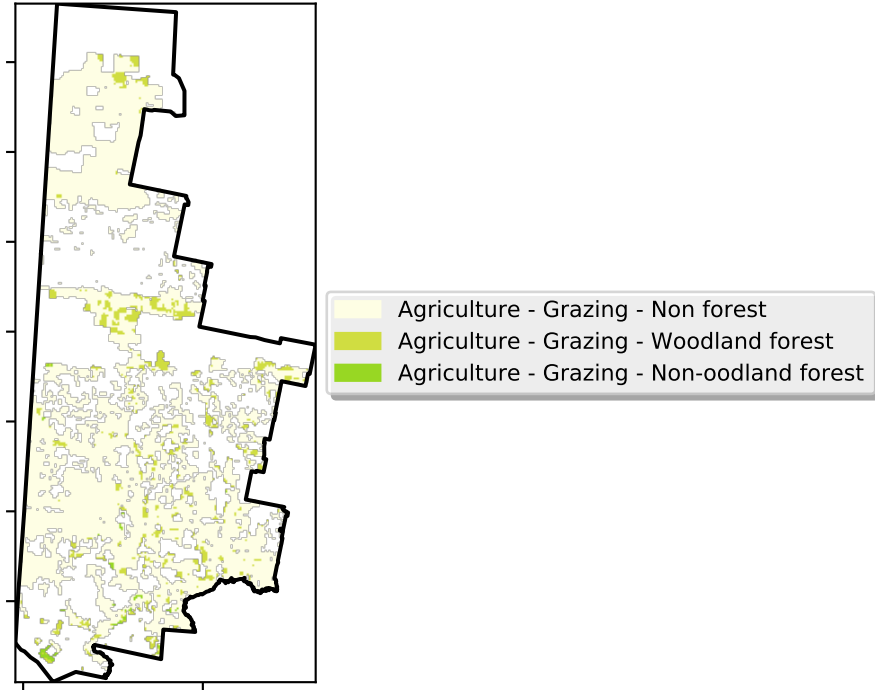 Agriculture - Grazing - Non forest
Agriculture - Grazing - Woodland forest
Agriculture - Grazing - Non-oodland forest